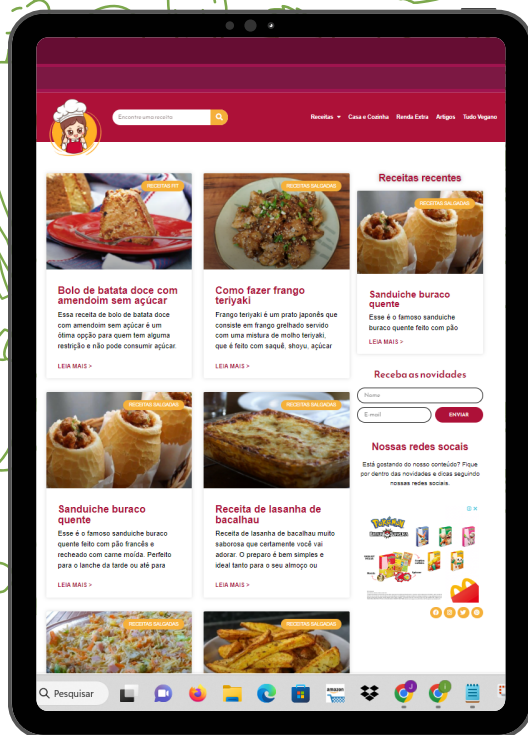 Encontre uma receita
Receitas
Casa e Cozinha
Renda Extra
Artigos
Tudo Vegano
RECEITAS FIT
Bolo de batata doce com
amendoim sem açúcar
Essa receita de bolo de batata doce
com amendoim sem açúcar é um
ótima opção para quem tem alguma
restrição e não pode consumir açúcar.
LEIA MAIS >
RECEITAS SALGADAS
Como fazer frango
teriyaki
Frango teriyaki é um prato japonês que
consiste em frango grelhado servido
com uma mistura de molho teriyaki,
que é feito com saquê, shoyu, açúcar
LEIA MAIS >
RECEITAS SALGADAS
Sanduiche buraco
quente
Esse é o famoso sanduiche buraco
quente feito com pão francês e
recheado com carne moída. Perfeito
para o lanche da tarde ou até para
LEIA MAIS >
RECEITAS SALGADAS
Receita de lasanha de
bacalhau
Receita de lasanha de bacalhau muito
saborosa que certamente você vai
adorar. O preparo é bem simples e
ideal tanto para o seu almoço ou
LEIA MAIS >
RECEITAS SALGADAS
RECEITAS SALGADAS
Receitas recentes
RECEITAS SALGADAS
Sanduiche buraco
quente
Esse é o famoso sanduiche
buraco quente feito com pão
LEIA MAIS >
Receba as novidades
Nome
E-mail
ENVIAR
Nossas redes socais
Está gostando do nosso conteúdo? Fique
por dentro das novidades e dicas seguindo
nossas redes sociais.
Pokémon
Pesquisar
amazon
J
I